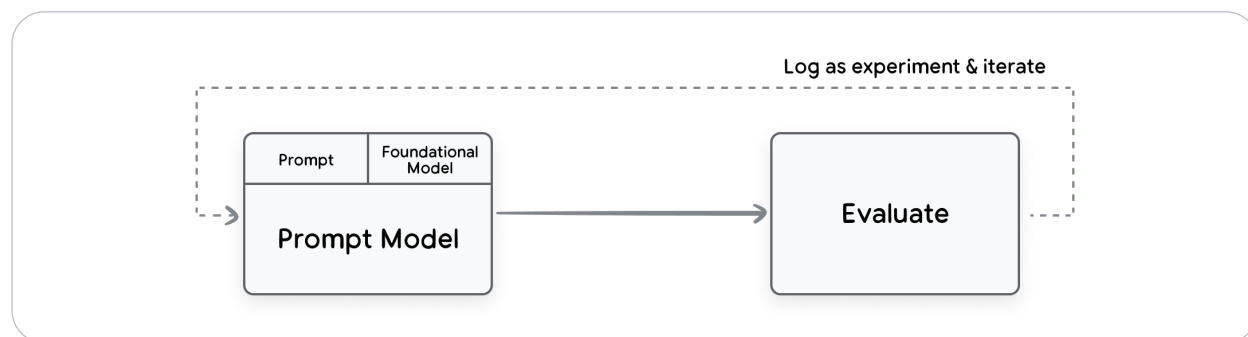 Log as experiment & iterate
Prompt
Foundational
Model
Prompt Model
Evaluate